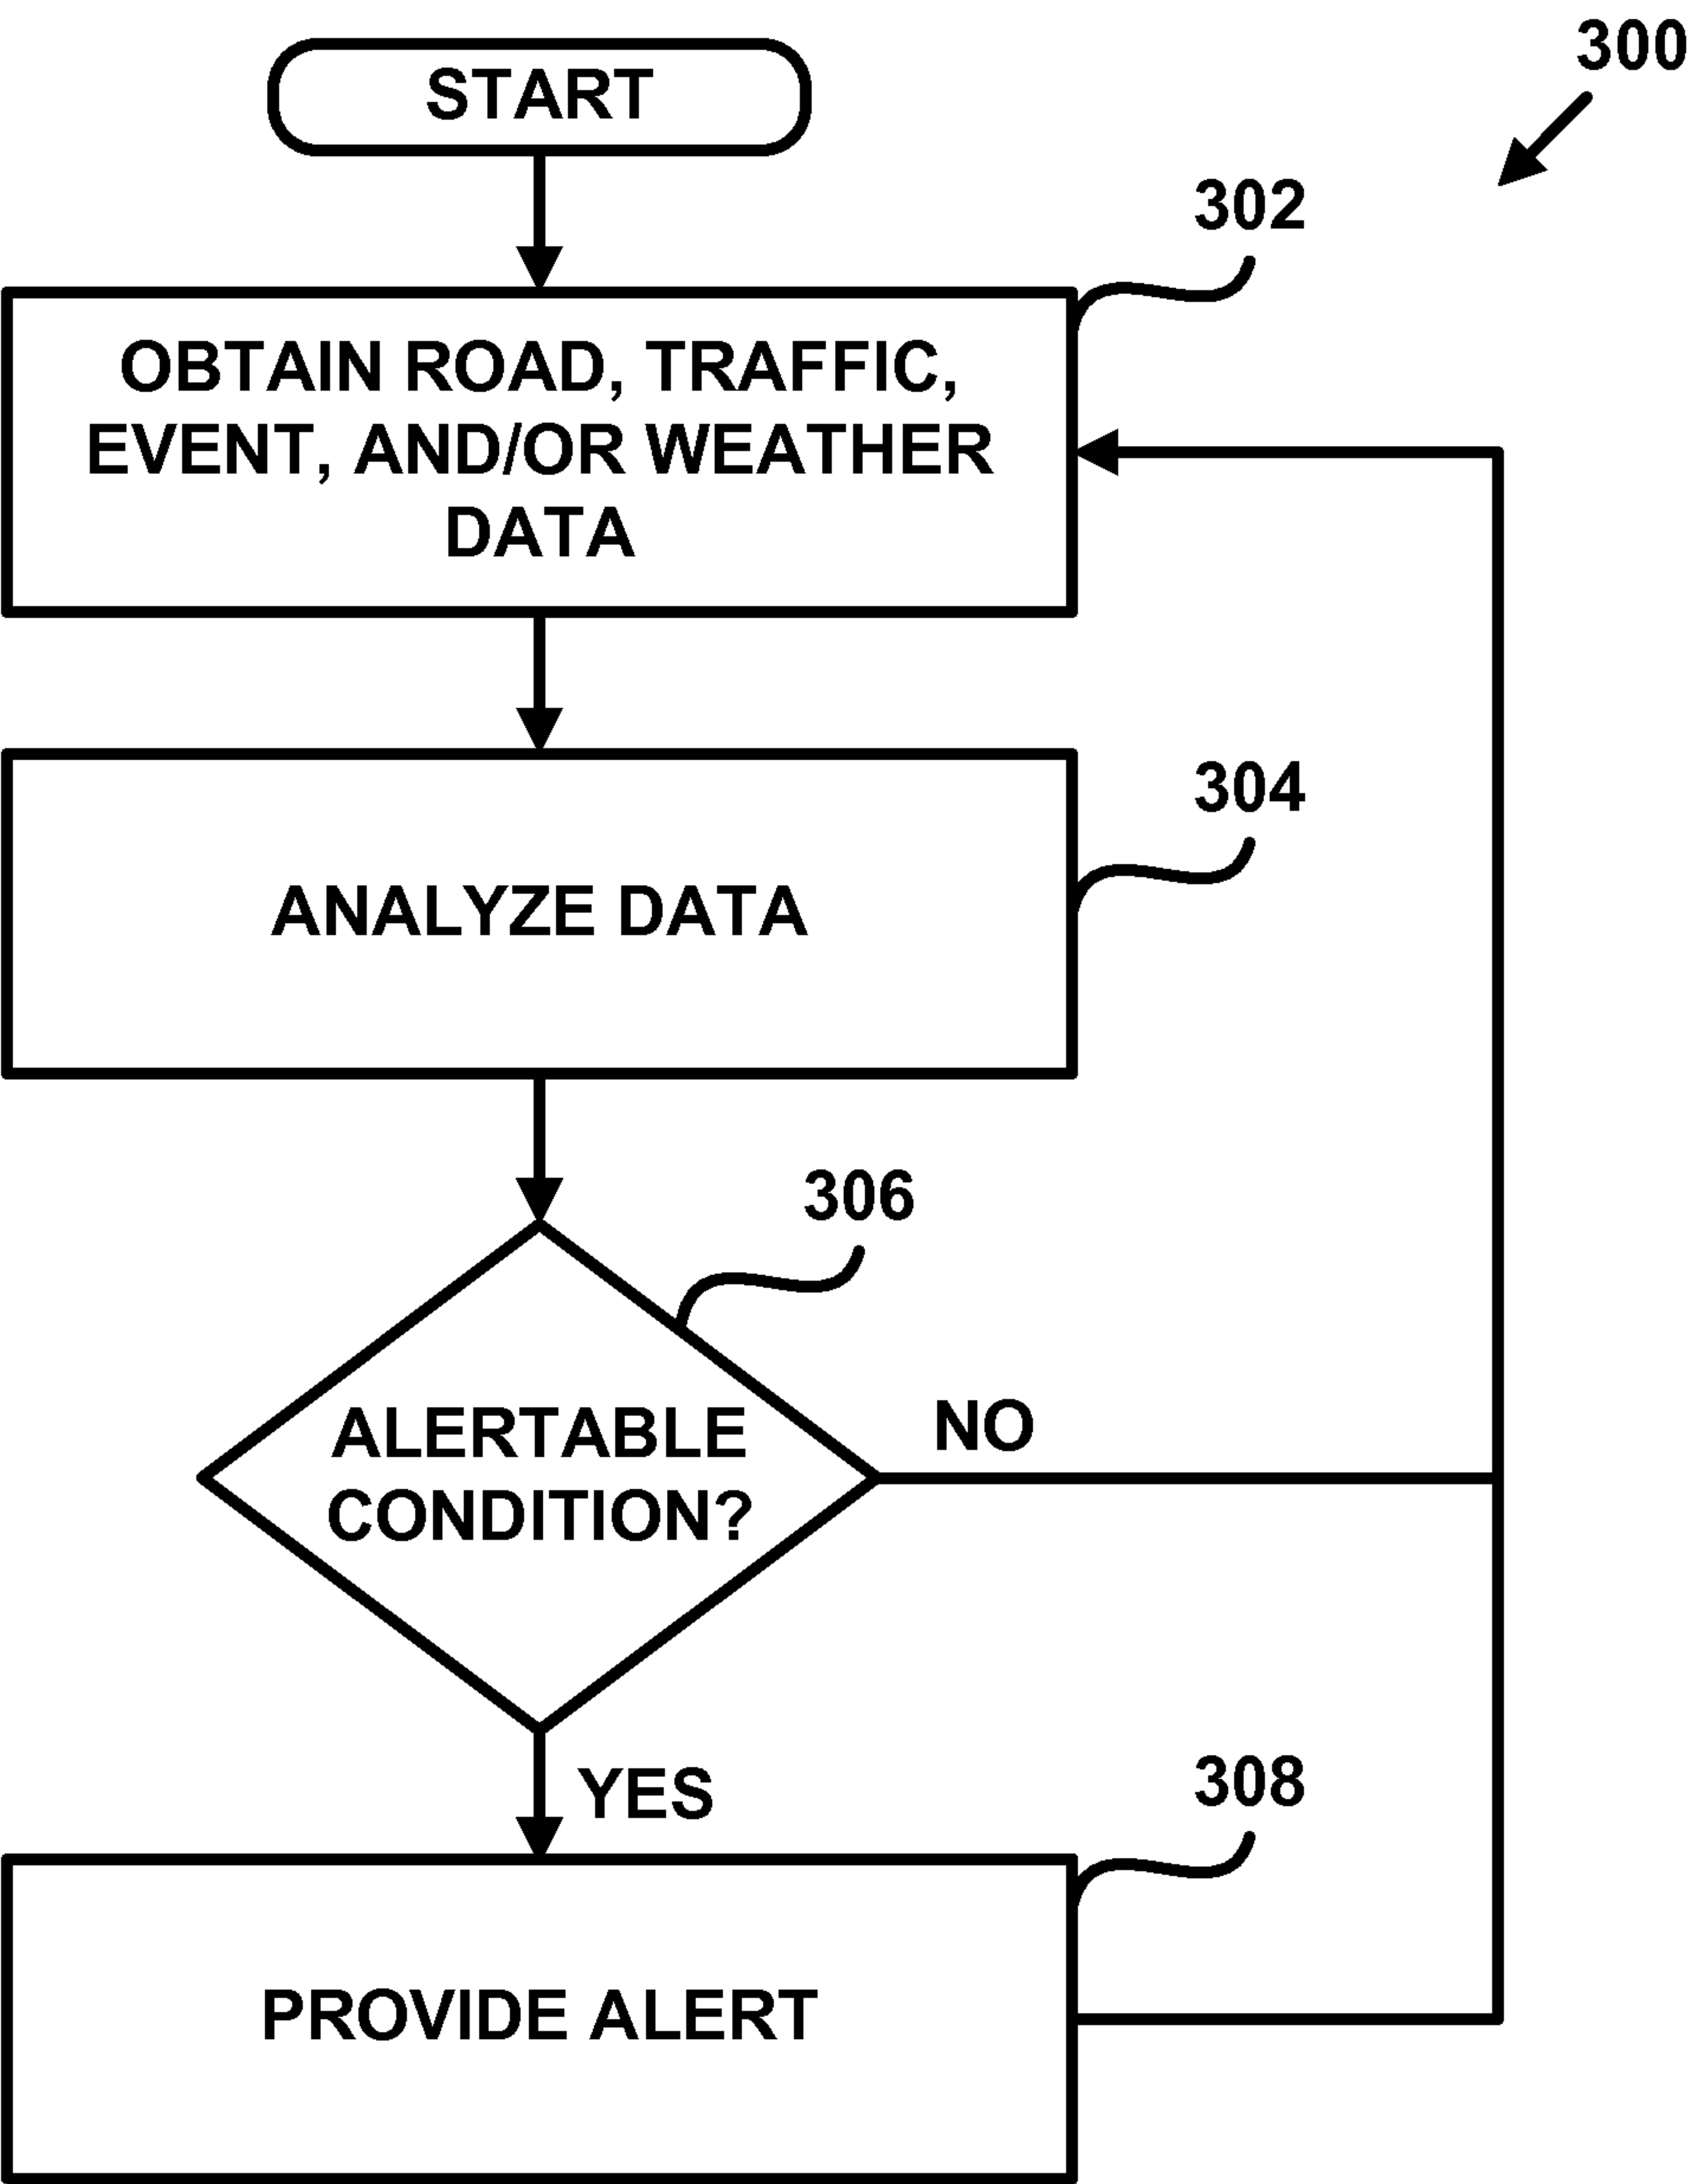 300
START
302
OBTAIN ROAD, TRAFFIC,
EVENT, AND/OR WEATHER
DATA
304
ANALYZE DATA
306
ALERTABLE
CONDITION?
NO
YES
308
PROVIDE ALERT